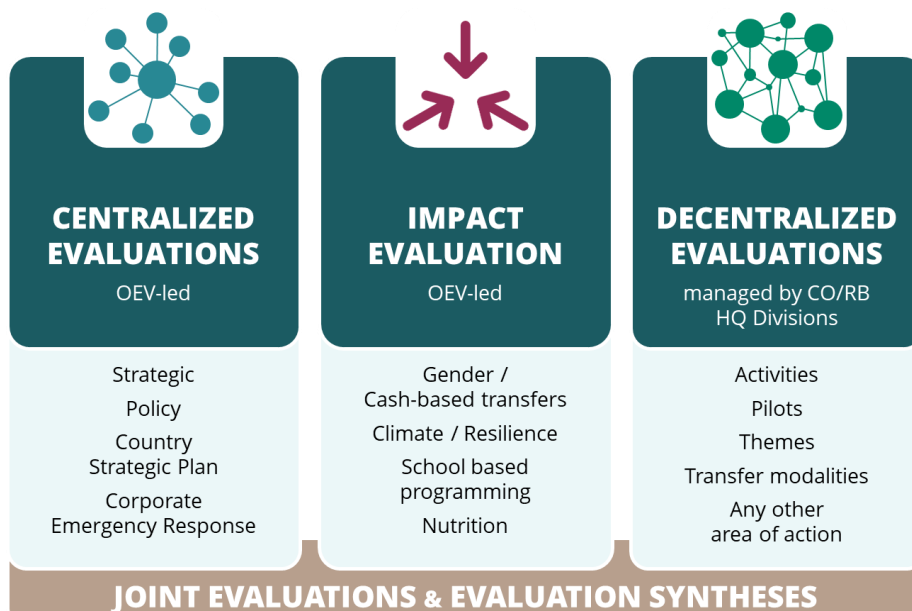 CENTRALIZED
EVALUATIONS
OEV-led
Strategic
Policy
Country
Strategic Plan
Corporate
Emergency Response
IMPACT
EVALUATION
OEV-led
Gender /
Cash-based transfers
Climate / Resilience
School based
programming
Nutrition
DECENTRALIZED
EVALUATIONS
managed by CO/RB
HQ Divisions
Activities
Pilots
Themes
Transfer modalities
Any other
area of action
JOINT EVALUATIONS & EVALUATION SYNTHESES